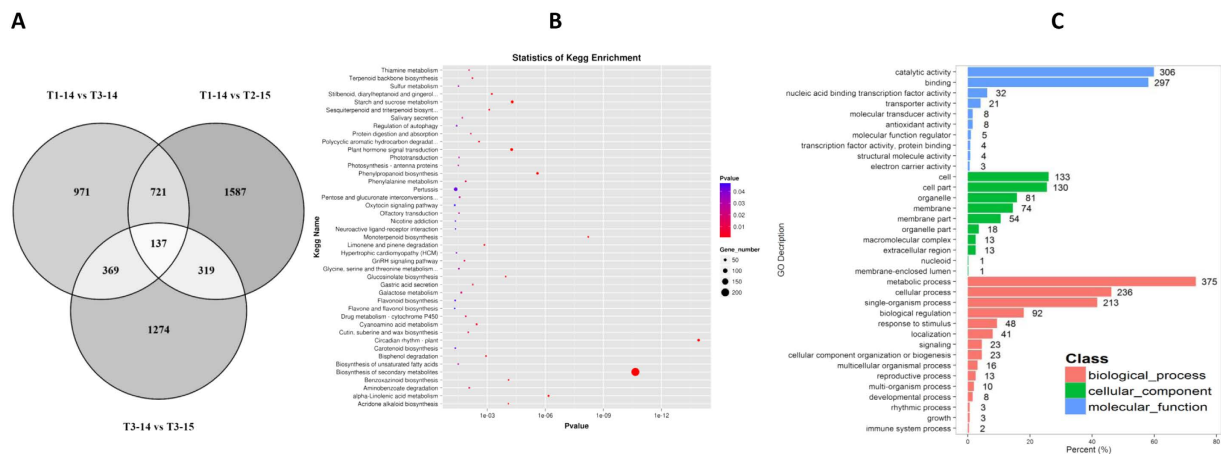 A
B
C
T1-14 vs T3-14
T1-14 vs T2-15
971
721
1587
137
369
319
1274
T3-14 vs T3-15
Statistics of Kegg Enrichment
Kegg Name
Thiamine metabolism
Terpenoid backbone biosynthesis
Sulfur metabolism
Stilbenoid, diarylheptanoid and gingerol...
Starch and sucrose metabolism
Sesquiterpenoid and triterpenoid biosynt...
Salivary secretion
Regulation of autophagy
Protein digestion and absorption
Polycyclic aromatic hydrocarbon degradat...
Plant hormone signal transduction
Phototransduction
Photosynthesis - antenna proteins
Phenylpropanoid biosynthesis
Phenylalanine metabolism
Pertussis
Pentose and glucuronate interconversions...
Oxytocin signaling pathway
Olfactory transduction
Nicotine addiction
Neuroactive ligand receptor interaction
Monoterpenoid biosynthesis
Limonene and pinene degradation
Hypertrophic cardiomyopathy (HCM)
GnRH signaling pathway
Glycine, serine and threonine metabolism...
Glucosinolate biosynthesis
Gastric acid secretion
Galactose metabolism
Flavonoid biosynthesis
Flavone and flavonol biosynthesis
Drug metabolism - cytochrome P450
Cyanoamino acid metabolism
Cutin, suberine and wax biosynthesis
Circadian rhythm - plant
Carotenoid biosynthesis
Bisphenol degradation
Biosynthesis of unsaturated fatty acids
Biosynthesis of secondary metabolites
Benzoxazinoid biosynthesis
Aminobenzoate degradation
alpha-Linolenic acid metabolism
Acridone alkaloid biosynthesis
1e-03
1e-06
1e-09
1e-12
Pvalue
Pvalue
0.04
0.03
0.02
0.01
Gene_number
50
100
150
200
GO Decription
catalytic activity 306
binding 297
nucleic acid binding transcription factor activity 32
transporter activity 21
molecular transducer activity 8
antioxidant activity 8
molecular function regulator 5
transcription factor activity, protein binding 4
structural molecule activity 4
electron carrier activity 3
cell 133
cell part 130
organelle 81
membrane 74
membrane part 54
organelle part 18
macromolecular complex 13
extracellular region 13
nucleoid 1
membrane-enclosed lumen 1
metabolic process 375
cellular process 236
single-organism process 213
biological regulation 92
response to stimulus 48
localization 41
signaling 23
cellular component organization or biogenesis 23
multicellular organismal process 16
reproductive process 13
multi-organism process 10
developmental process 8
rhythmic process 3
growth 3
immune system process 2
Class
biological_process
cellular_component
molecular_function
0
20
40
60
80
Percent (%)